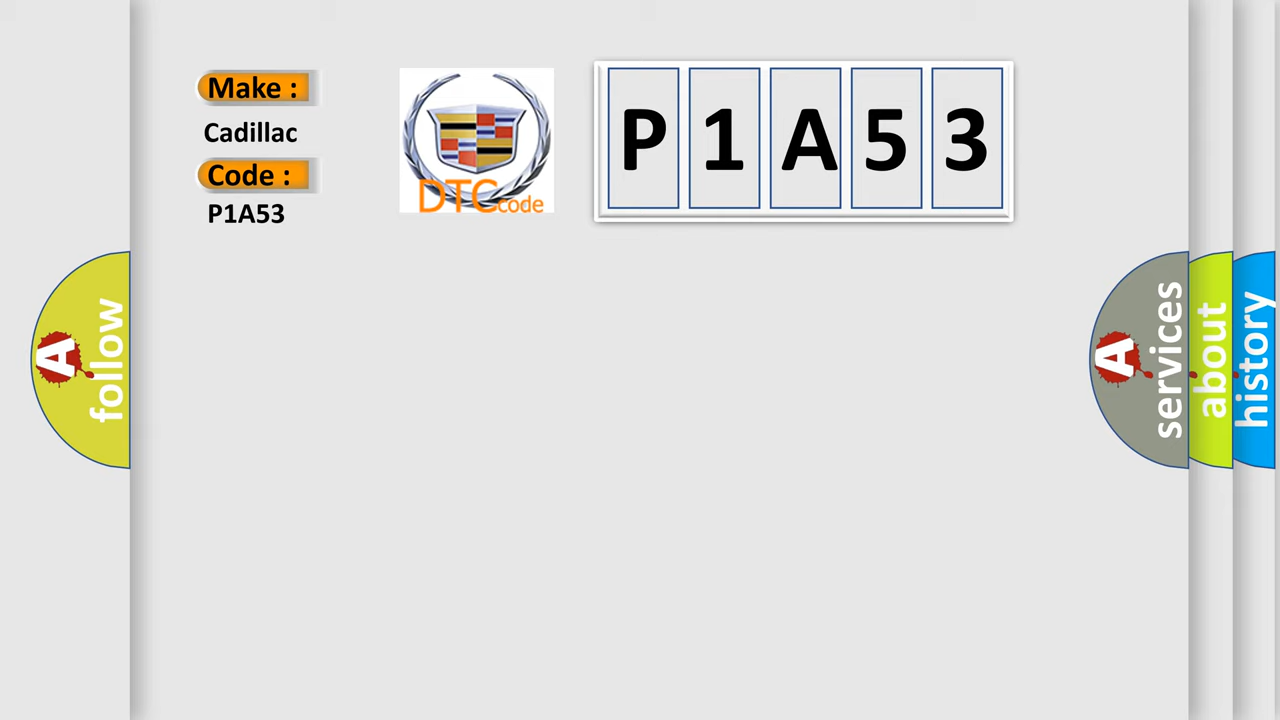 Make :
Cadillac
Code :
P1A53
DTCcode
P 1 A 5 3
A follow
A services
about
history